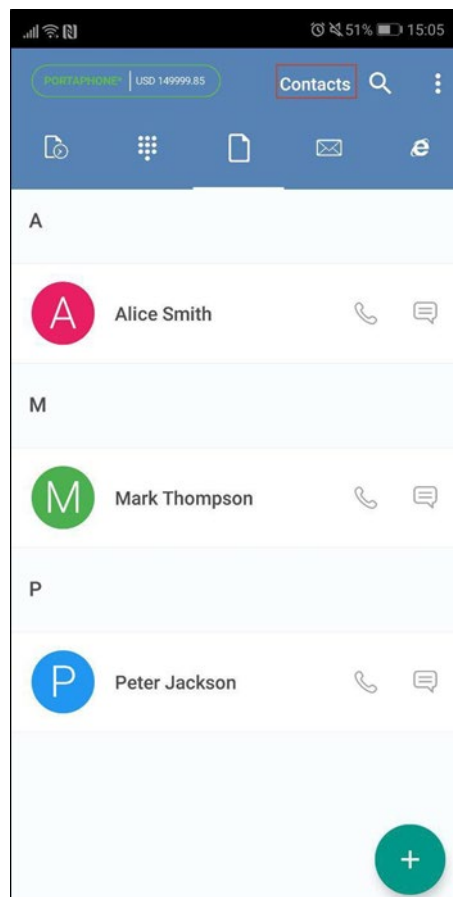 51% 15:05
PORTAPHONE* USD 149999.85 Contacts
A
A Alice Smith
M
M Mark Thompson
P
P Peter Jackson